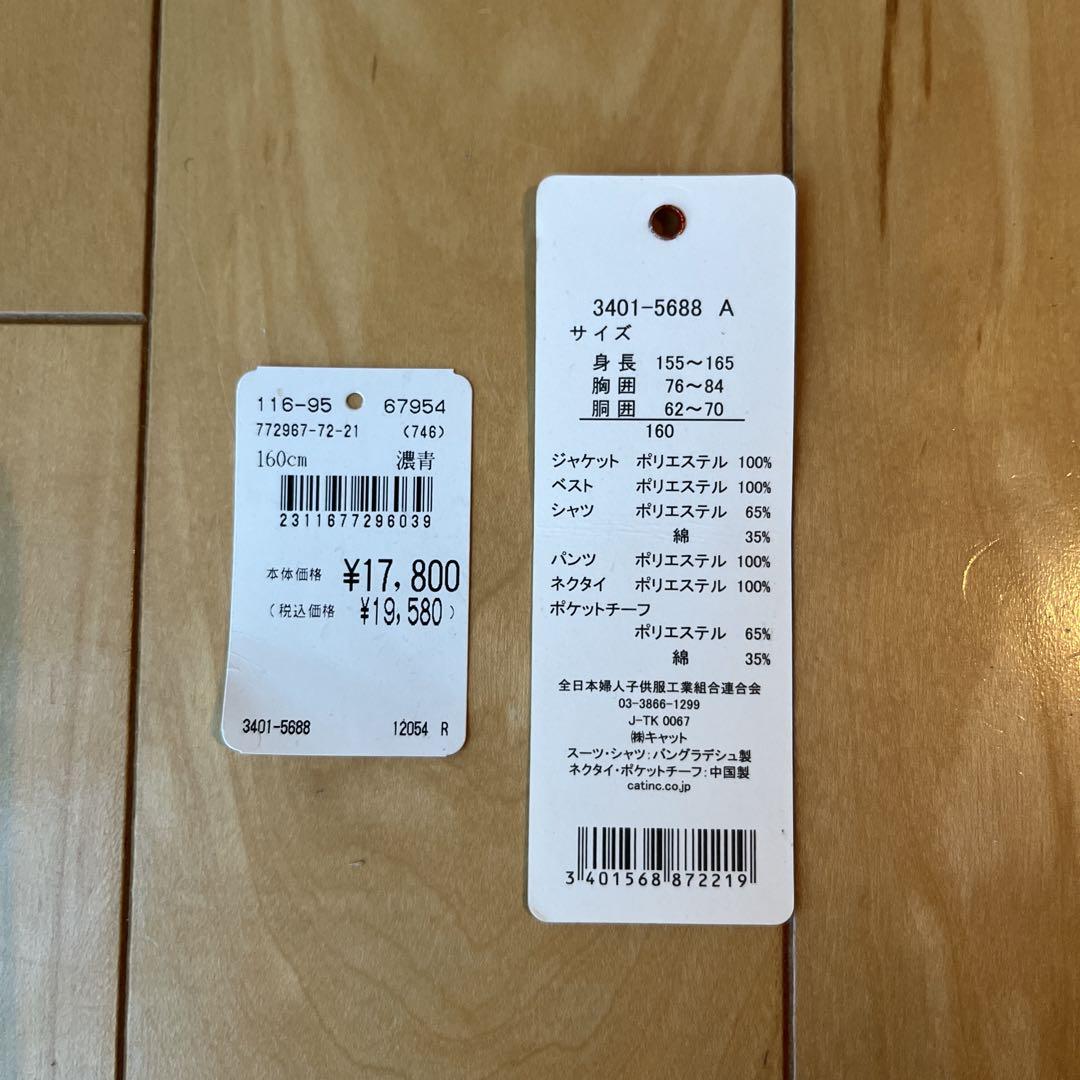 116-95 67954
772967-72-21 (746)
160cm 濃青
2311677296039
本体価格 ¥17,800
(税込価格 ¥19,580)
3401-5688 12054 R
3401-5688 A
サイズ
身長 155~165
胸囲 76~84
胴囲 62~70
160
ジャケット ポリエステル 100%
ベスト ポリエステル 100%
シャツ ポリエステル 65%
綿 35%
パンツ ポリエステル 100%
ネクタイ ポリエステル 100%
ポケットチーフ
ポリエステル 65%
綿 35%
全日本婦人子供服工業組合連合会
03-3866-1299
J-TK 0067
㈱キャット
スーツ・シャツ:バングラデシュ製
ネクタイ・ポケットチーフ:中国製
catinc.co.jp
3 401568 872219